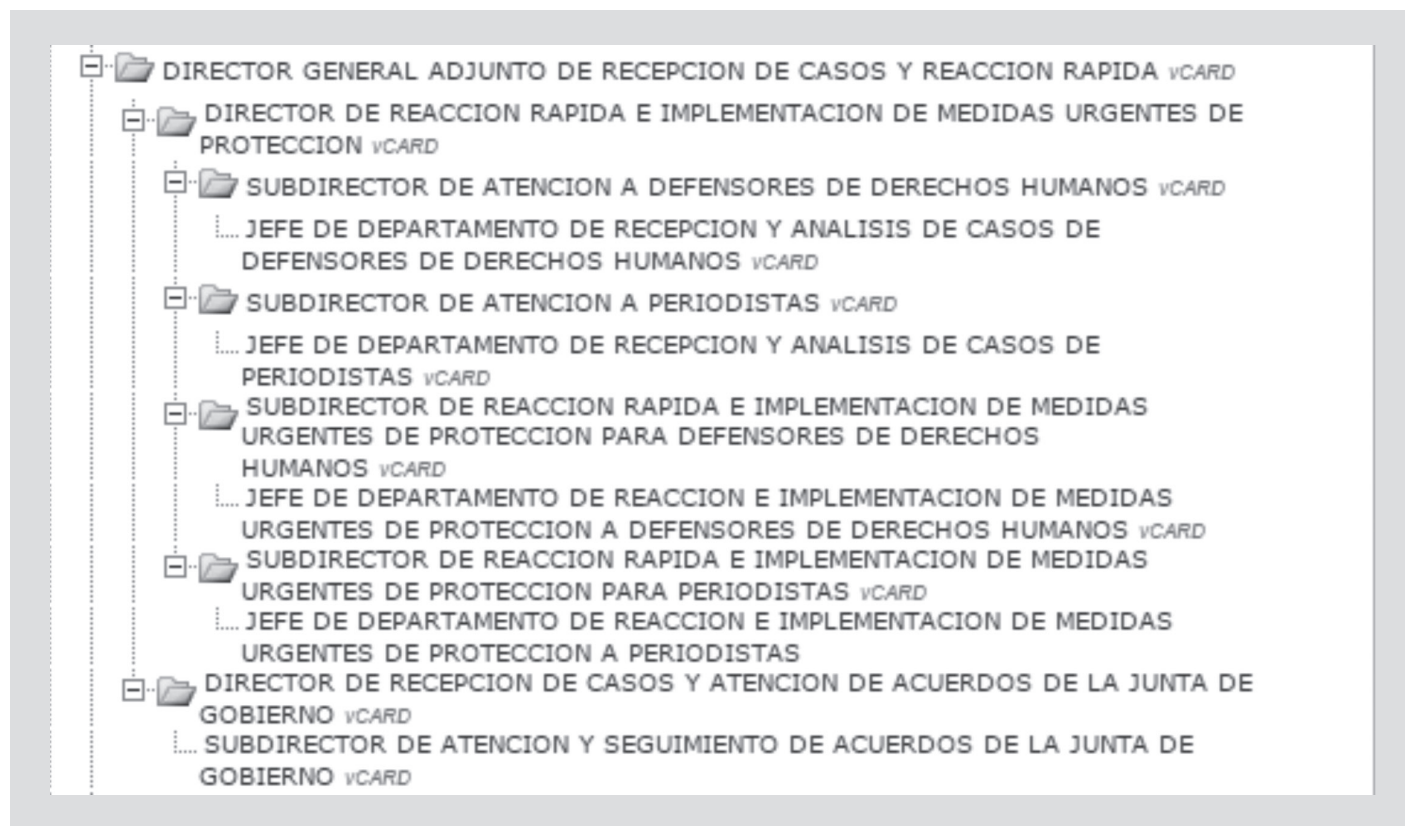 DIRECTOR GENERAL ADJUNTO DE RECEPCION DE CASOS Y REACCION RAPIDA vCARD
DIRECTOR DE REACCION RAPIDA E IMPLEMENTACION DE MEDIDAS URGENTES DE
PROTECCION vCARD
SUBDIRECTOR DE ATENCION A DEFENSORES DE DERECHOS HUMANOS vCARD
JEFE DE DEPARTAMENTO DE RECEPCION Y ANALISIS DE CASOS DE
DEFENSORES DE DERECHOS HUMANOS vCARD
SUBDIRECTOR DE ATENCION A PERIODISTAS vCARD
JEFE DE DEPARTAMENTO DE RECEPCION Y ANALISIS DE CASOS DE
PERIODISTAS vCARD
SUBDIRECTOR DE REACCION RAPIDA E IMPLEMENTACION DE MEDIDAS
URGENTES DE PROTECCION PARA DEFENSORES DE DERECHOS
HUMANOS vCARD
JEFE DE DEPARTAMENTO DE REACCION E IMPLEMENTACION DE MEDIDAS
URGENTES DE PROTECCION A DEFENSORES DE DERECHOS HUMANOS vCARD
SUBDIRECTOR DE REACCION RAPIDA E IMPLEMENTACION DE MEDIDAS
URGENTES DE PROTECCION PARA PERIODISTAS vCARD
JEFE DE DEPARTAMENTO DE REACCION E IMPLEMENTACION DE MEDIDAS
URGENTES DE PROTECCION A PERIODISTAS
DIRECTOR DE RECEPCION DE CASOS Y ATENCION DE ACUERDOS DE LA JUNTA DE
GOBIERNO vCARD
SUBDIRECTOR DE ATENCION Y SEGUIMIENTO DE ACUERDOS DE LA JUNTA DE
GOBIERNO vCARD